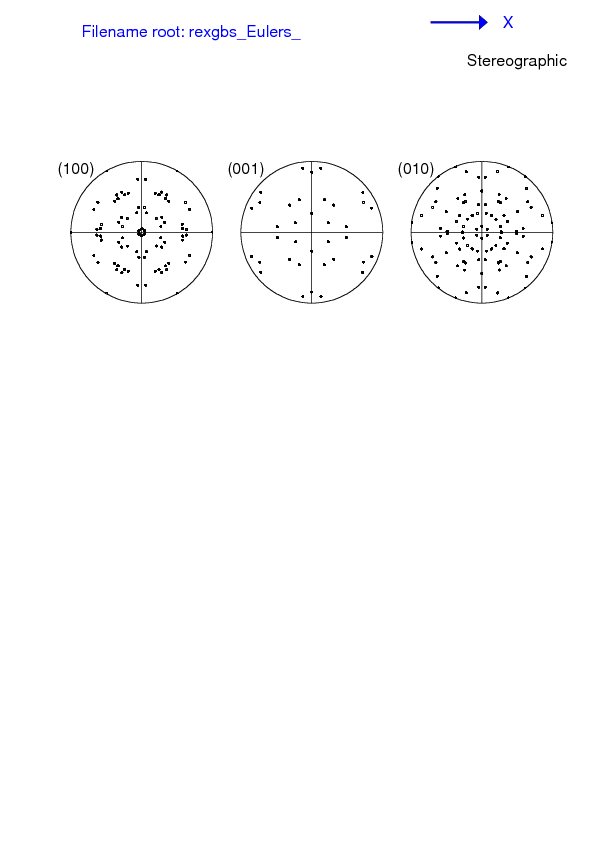 X
Filename root: rexgbs_Eulers_
Stereographic
(100)
(001)
(010)